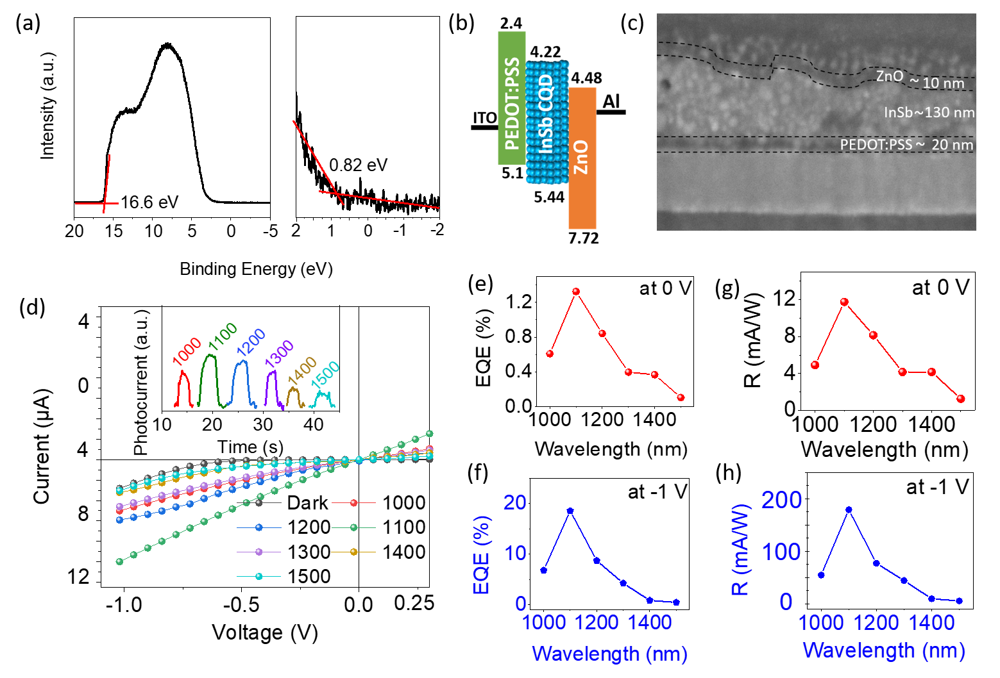 (a)
Intensity (a.u.)
16.6 eV
20 15 10 5 0 -5
0.82 eV
2 1 0 -1 -2
Binding Energy (eV)
(b)
2.4
4.22
4.48
ITO
PEDOT:PSS
InSb CQD
ZnO
Al
5.1
5.44
7.72
(c)
ZnO ~ 10 nm
InSb~130 nm
PEDOT:PSS ~ 20 nm
(d)
Current (µA)
4
0
4
8
12
Photocurrent (a.u.)
1000
1100
1200
1300
1400
1500
10 20 30 40
Time (s)
Dark 1000
1200 1100
1300 1400
1500
-1.0 -0.5 0.0 0.25
Voltage (V)
(e)
at 0 V
EQE (%)
1.2
0.8
0.4
0.0
1000 1200 1400
Wavelength (nm)
(g)
at 0 V
R (mA/W)
12
8
4
0
1000 1200 1400
Wavelength (nm)
(f)
at -1 V
EQE (%)
20
10
0
1000 1200 1400
Wavelength (nm)
(h)
at -1 V
R (mA/W)
200
100
0
1000 1200 1400
Wavelength (nm)